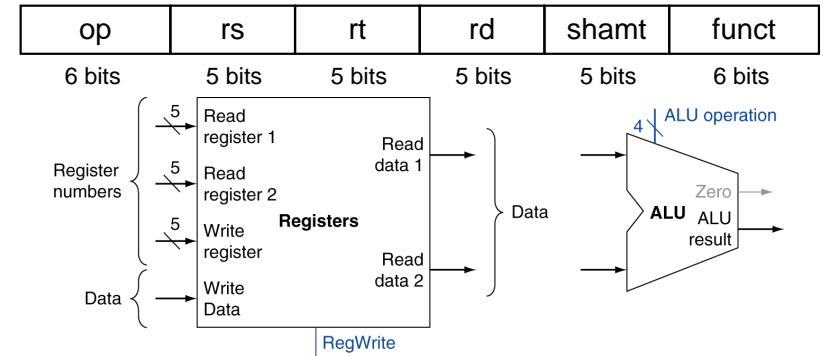 op rs rt rd shamt funct
6 bits 5 bits 5 bits 5 bits 5 bits 6 bits
Register
numbers
Data
5
5
5
Read
register 1
Read
register 2
Write
register
Write
Data
Registers
Read
data 1
Read
data 2
RegWrite
Data
4
ALU operation
Zero
ALU
ALU
result